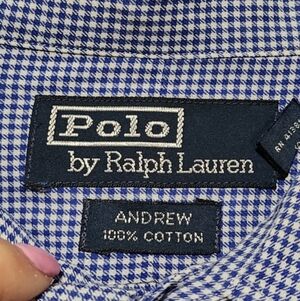 Polo
by Ralph Lauren
ANDREW
100% COTTON